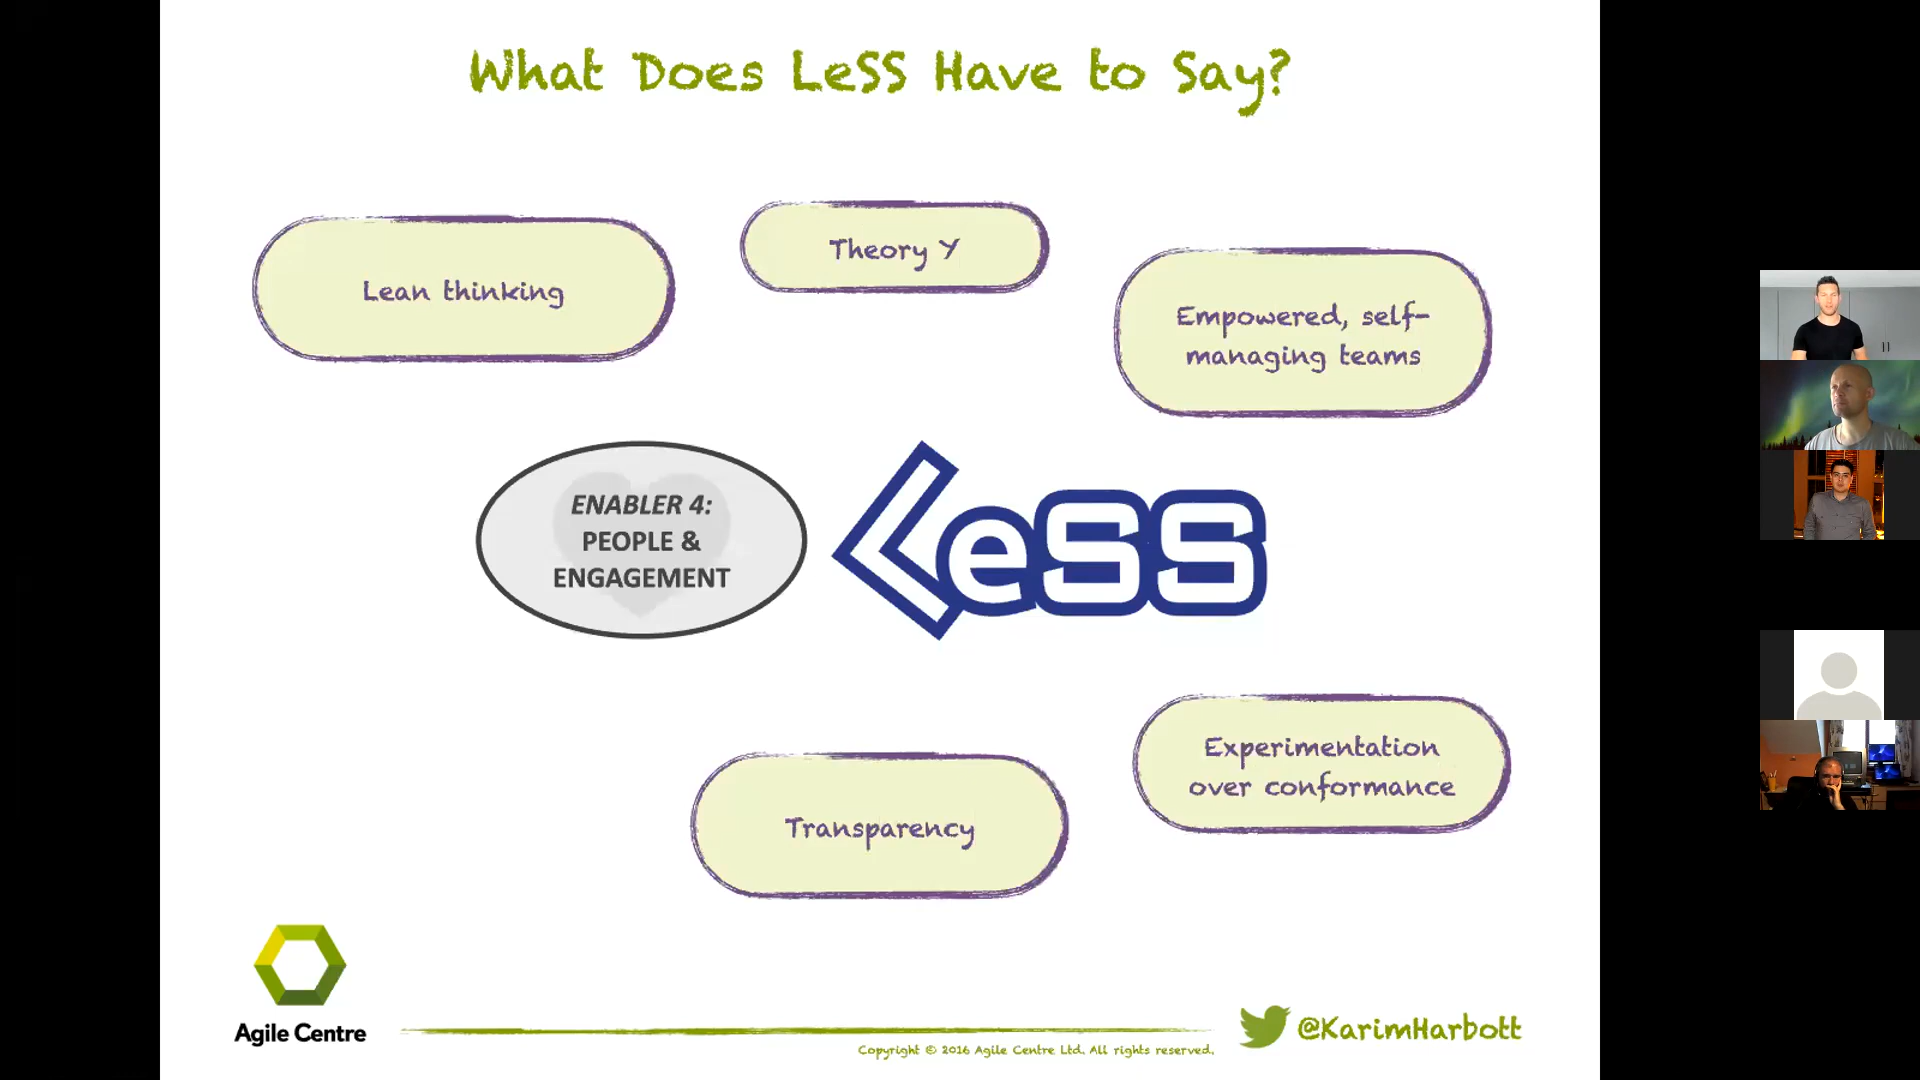 What Does LeSS Have to Say?
Theory Y
Lean thinking
Empowered, self-
managing teams
ENABLER 4:
PEOPLE &
ENGAGEMENT
LeSS
Experimentation
over conformance
Transparency
Agile Centre
@KarimHarbott
Copyright © 2016 Agile Centre Ltd. All rights reserved.